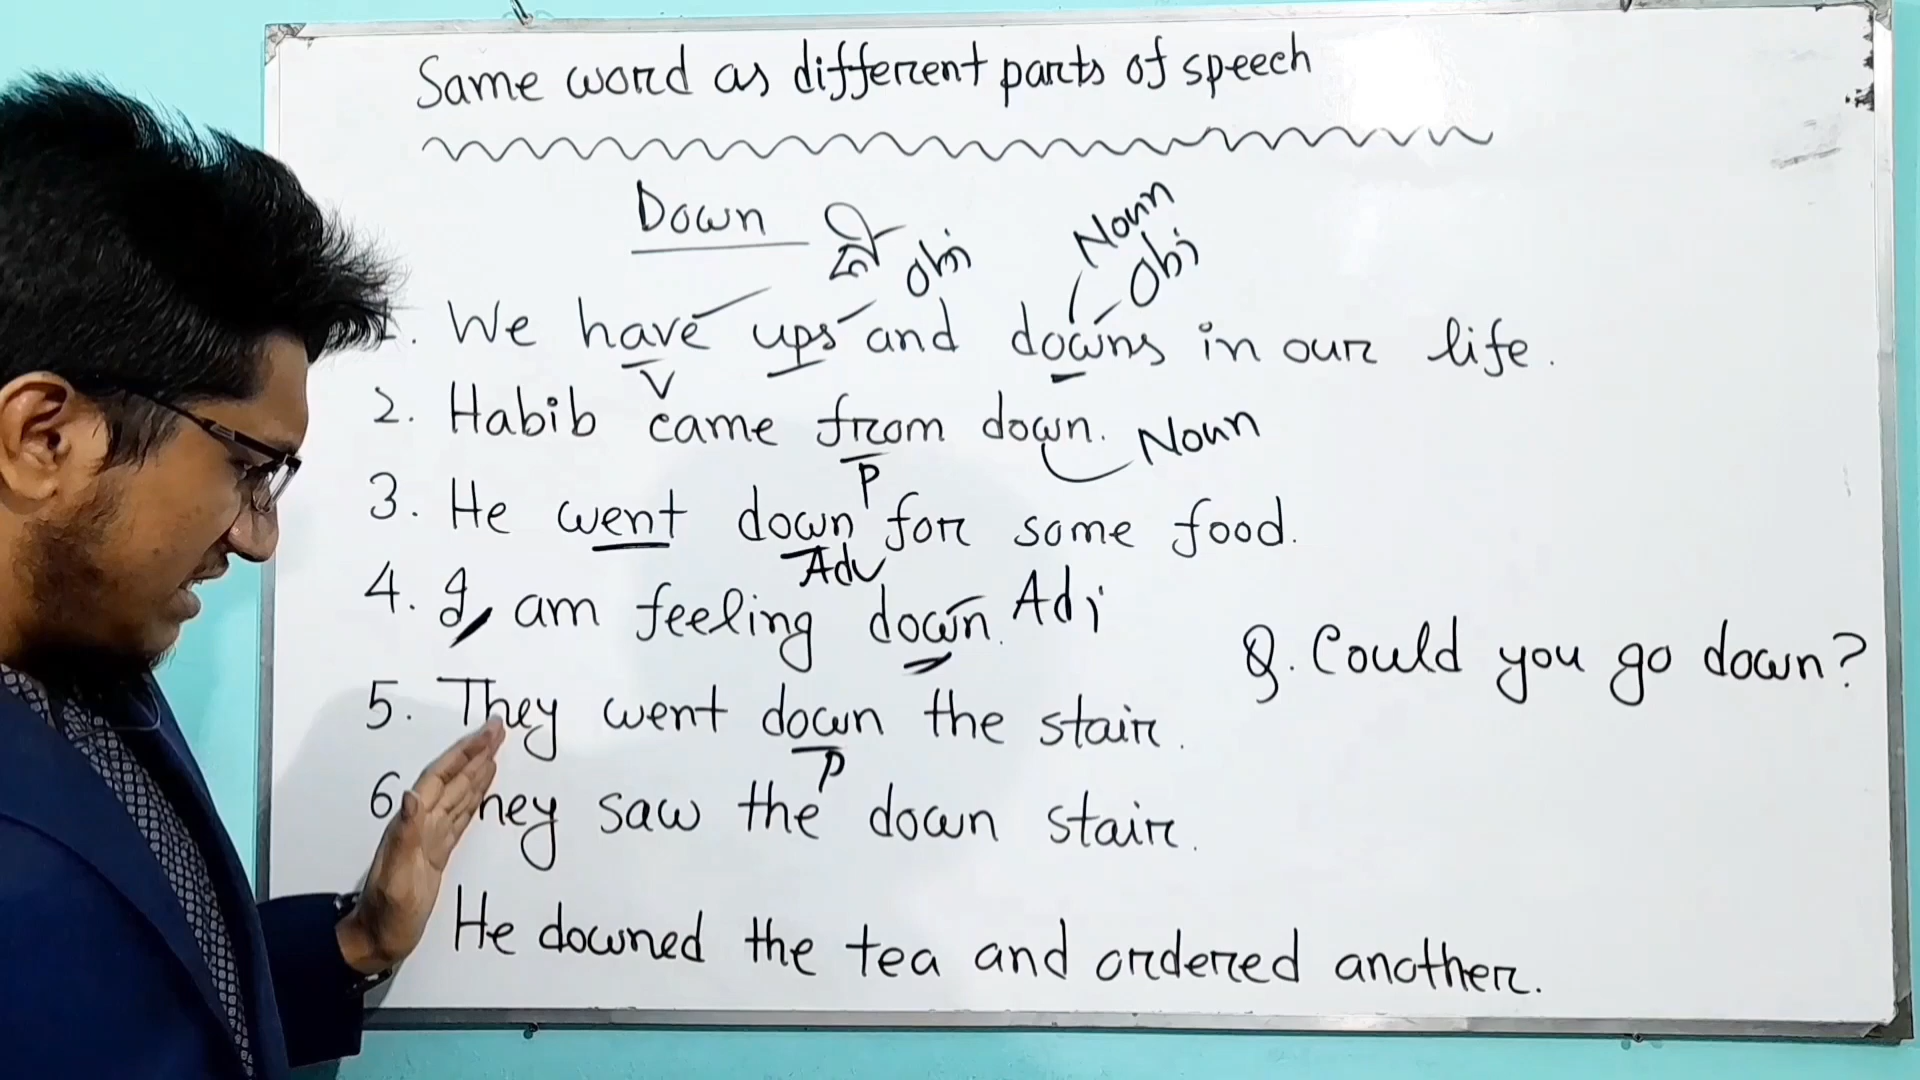 Same word as different parts of speech
Down
কী obj
Noun
Obj
1. We have ups and downs in our life.
V
2. Habib came from down. Noun
P
3. He went down for some food.
Adv
4. I am feeling down. Adj
Q. Could you go down?
5. They went down the stair.
P
6. They saw the down stair.
He downed the tea and ordered another.